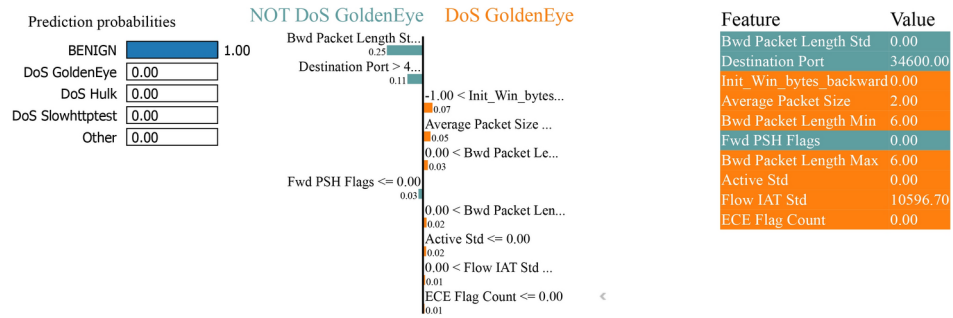 Prediction probabilities
BENIGN 1.00
DoS GoldenEye 0.00
DoS Hulk 0.00
DoS Slowhttptest 0.00
Other 0.00
NOT DoS GoldenEye DoS GoldenEye
Bwd Packet Length St...
0.25
Destination Port > 4...
0.11
-1.00 < Init_Win_bytes...
0.07
Average Packet Size ...
0.05
0.00 < Bwd Packet Le...
0.03
Fwd PSH Flags <= 0.00
0.03
0.00 < Bwd Packet Len...
0.02
Active Std <= 0.00
0.02
0.00 < Flow IAT Std ...
0.01
ECE Flag Count <= 0.00
0.01
Feature Value
Bwd Packet Length Std 0.00
Destination Port 34600.00
Init_Win_bytes_backward 0.00
Average Packet Size 2.00
Bwd Packet Length Min 6.00
Fwd PSH Flags 0.00
Bwd Packet Length Max 6.00
Active Std 0.00
Flow IAT Std 10596.70
ECE Flag Count 0.00